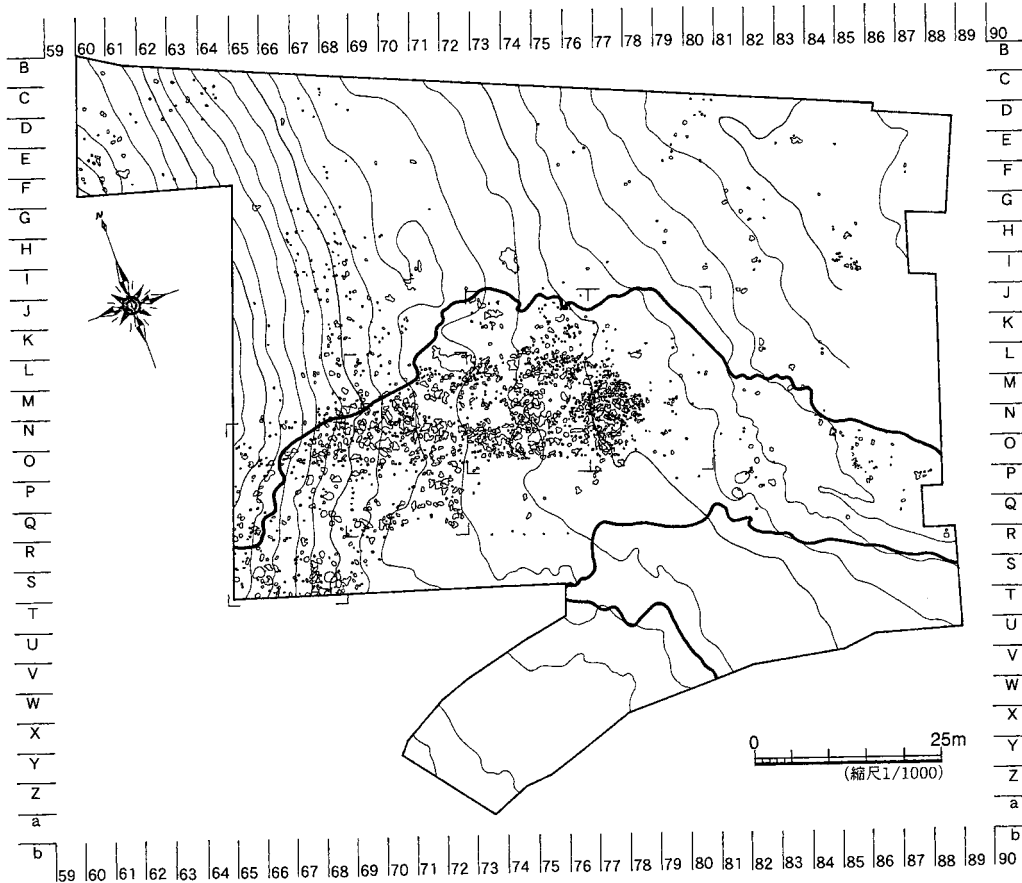 59 60 61 62 63 64 65 66 67 68 69 70 71 72 73 74 75 76 77 78 79 80 81 82 83 84 85 86 87 88 89 90
B B
C C
D D
E E
F F
G G
N
H H
I I
J J
K K
L L
M M
N N
O O
P P
Q Q
R R
S S
T T
U U
V V
W W
X X
Y Y
0 25m
Z Z
(縮尺1/1000)
a a
b b
59 60 61 62 63 64 65 66 67 68 69 70 71 72 73 74 75 76 77 78 79 80 81 82 83 84 85 86 87 88 89 90